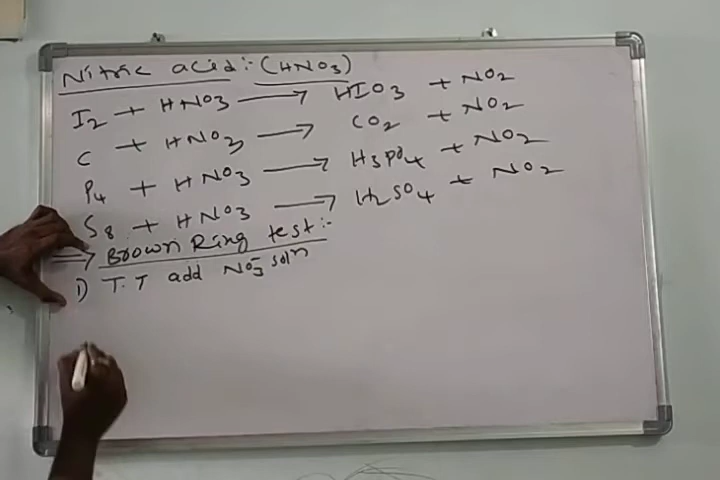 Nitric acid:- (HNO3)
I2 + HNO3 → HIO3 + NO2
C + HNO3 → CO2 + NO2
P4 + HNO3 → H3PO4 + NO2
S8 + HNO3 → H2SO4 + NO2
⇒ Brown Ring test:-
1) T.T add NO3⁻ soln